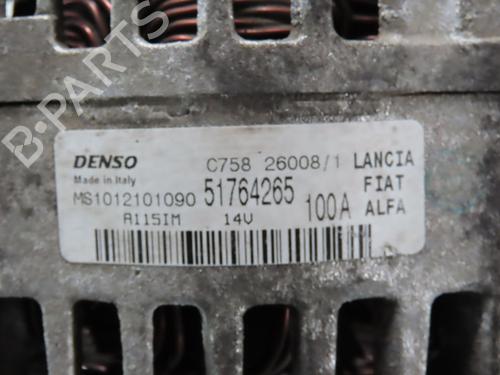 DENSO C758 26008/1 LANCIA
Made in Italy FIAT
MS1012101090 51764265 100A ALFA
A115IM 14V
B-PARTS